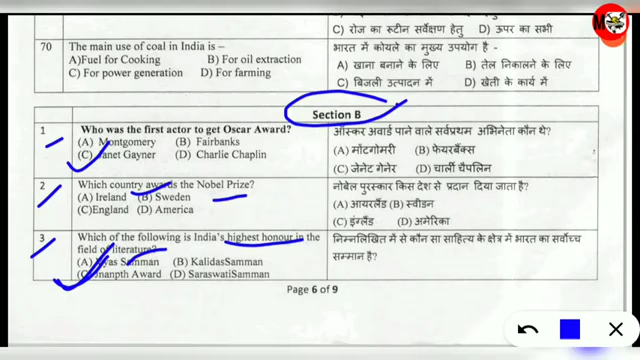 C) रोज का रूटीन सर्वेक्षण हेतु D) ऊपर का सभी
70 The main use of coal in India is –
A)Fuel for Cooking B) For oil extraction
C) For power generation D) For farming
भारत में कोयले का मुख्य उपयोग है -
A) खाना बनाने के लिए B) तेल निकालने के लिए
C) बिजली उत्पादन में D) खेती के कार्य में
Section B
1 Who was the first actor to get Oscar Award?
(A) Montgomery (B) Fairbanks
(C) Janet Gayner (D) Charlie Chaplin
ऑस्कर अवार्ड पाने वाले सर्वप्रथम अभिनेता कौन थे?
(A) मोंटगोमरी (B) फेयरबैंक्स
(C) जेनेट गेनेर (D) चार्ली चैपलिन
2 Which country awards the Nobel Prize?
(A) Ireland (B) Sweden
(C)England (D) America
नोबेल पुरस्कार किस देश से प्रदान दिया जाता है?
(A) आयरलैंड (B) स्वीडन
(C) इंग्लैंड (D) अमेरिका
3 Which of the following is India's highest honour in the
field of literature?
(A) Vyas Samman (B) KalidasSamman
(C) Jnanpth Award (D) SaraswatiSamman
निम्नलिखित में से कौन सा साहित्य के क्षेत्र में भारत का सर्वोच्च
सम्मान है?
Page 6 of 9